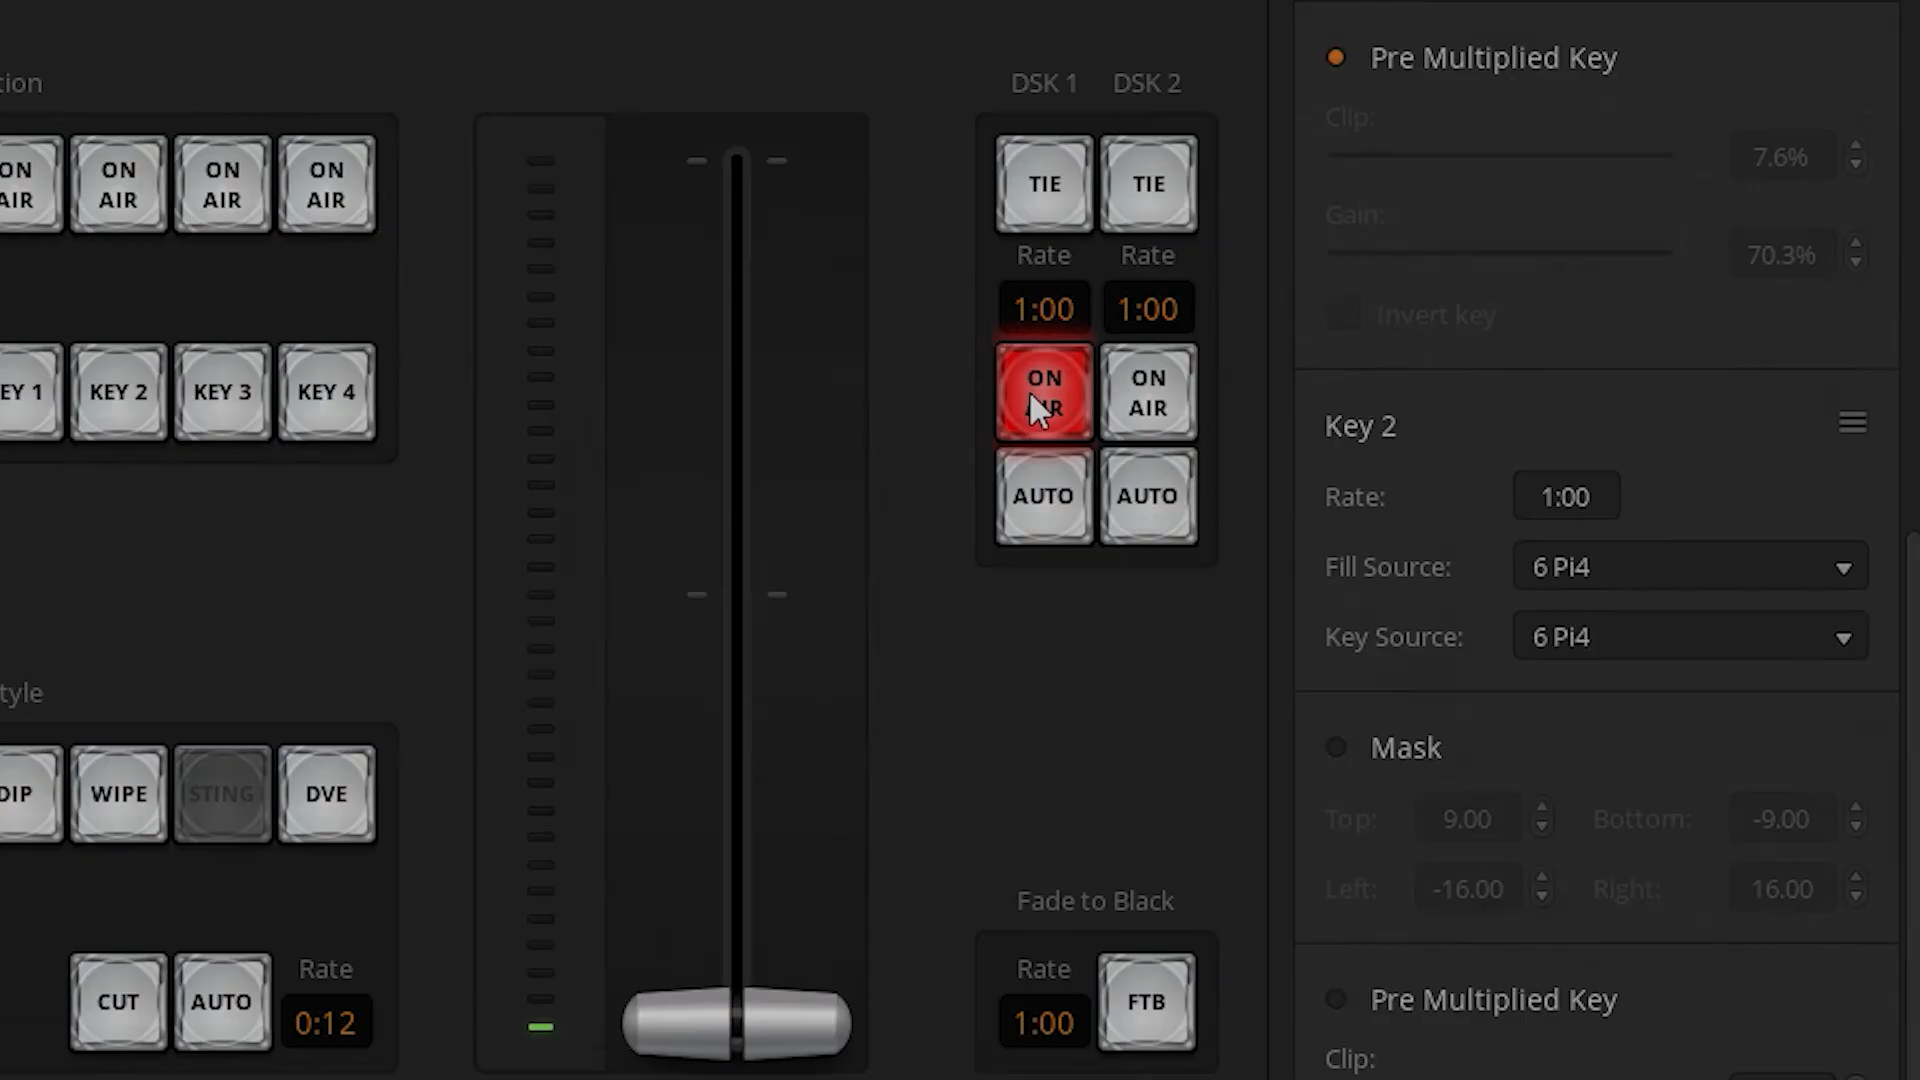 tion
ON
AIR
ON
AIR
ON
AIR
ON
AIR
EY 1
KEY 2
KEY 3
KEY 4
tyle
DIP
WIPE
STING
DVE
CUT
AUTO
Rate
0:12
DSK 1
DSK 2
TIE
TIE
Rate
Rate
1:00
1:00
ON
AIR
ON
AIR
AUTO
AUTO
Fade to Black
Rate
1:00
FTB
Pre Multiplied Key
Clip:
7.6%
Gain:
70.3%
Invert key
Key 2
Rate:
1:00
Fill Source:
6 Pi4
Key Source:
6 Pi4
Mask
Top:
9.00
Bottom:
-9.00
Left:
-16.00
Right:
16.00
Pre Multiplied Key
Clip: